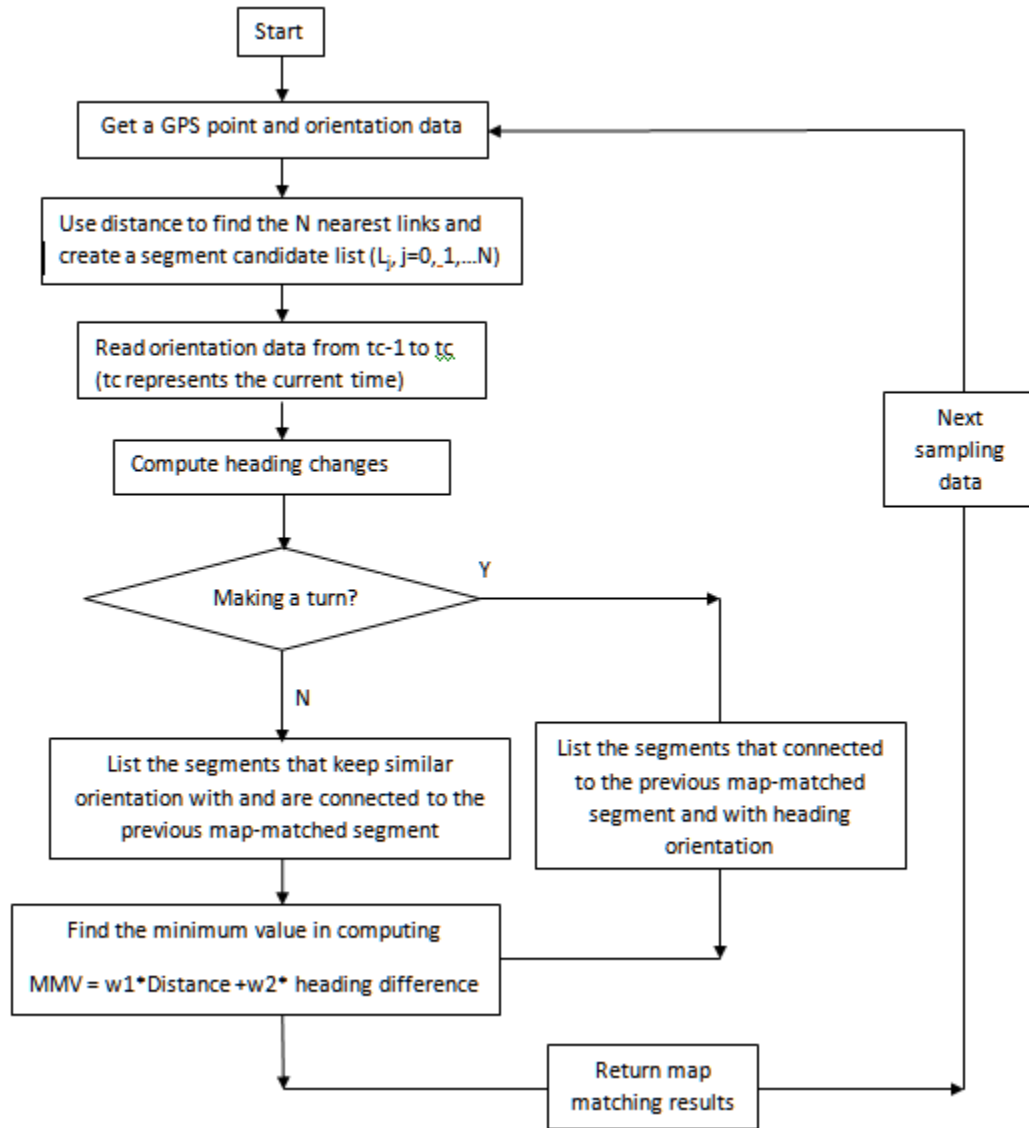 Start
Get a GPS point and orientation data
Use distance to find the N nearest links and
create a segment candidate list (Lj, j=0, 1,...N)
Read orientation data from tc-1 to tc
(tc represents the current time)
Next
sampling
data
Compute heading changes
Making a turn?
Y
N
List the segments that keep similar
orientation with and are connected to the
previous map-matched segment
List the segments that connected
to the previous map-matched
segment and with heading
orientation
Find the minimum value in computing
MMV = w1*Distance +w2* heading difference
Return map
matching results